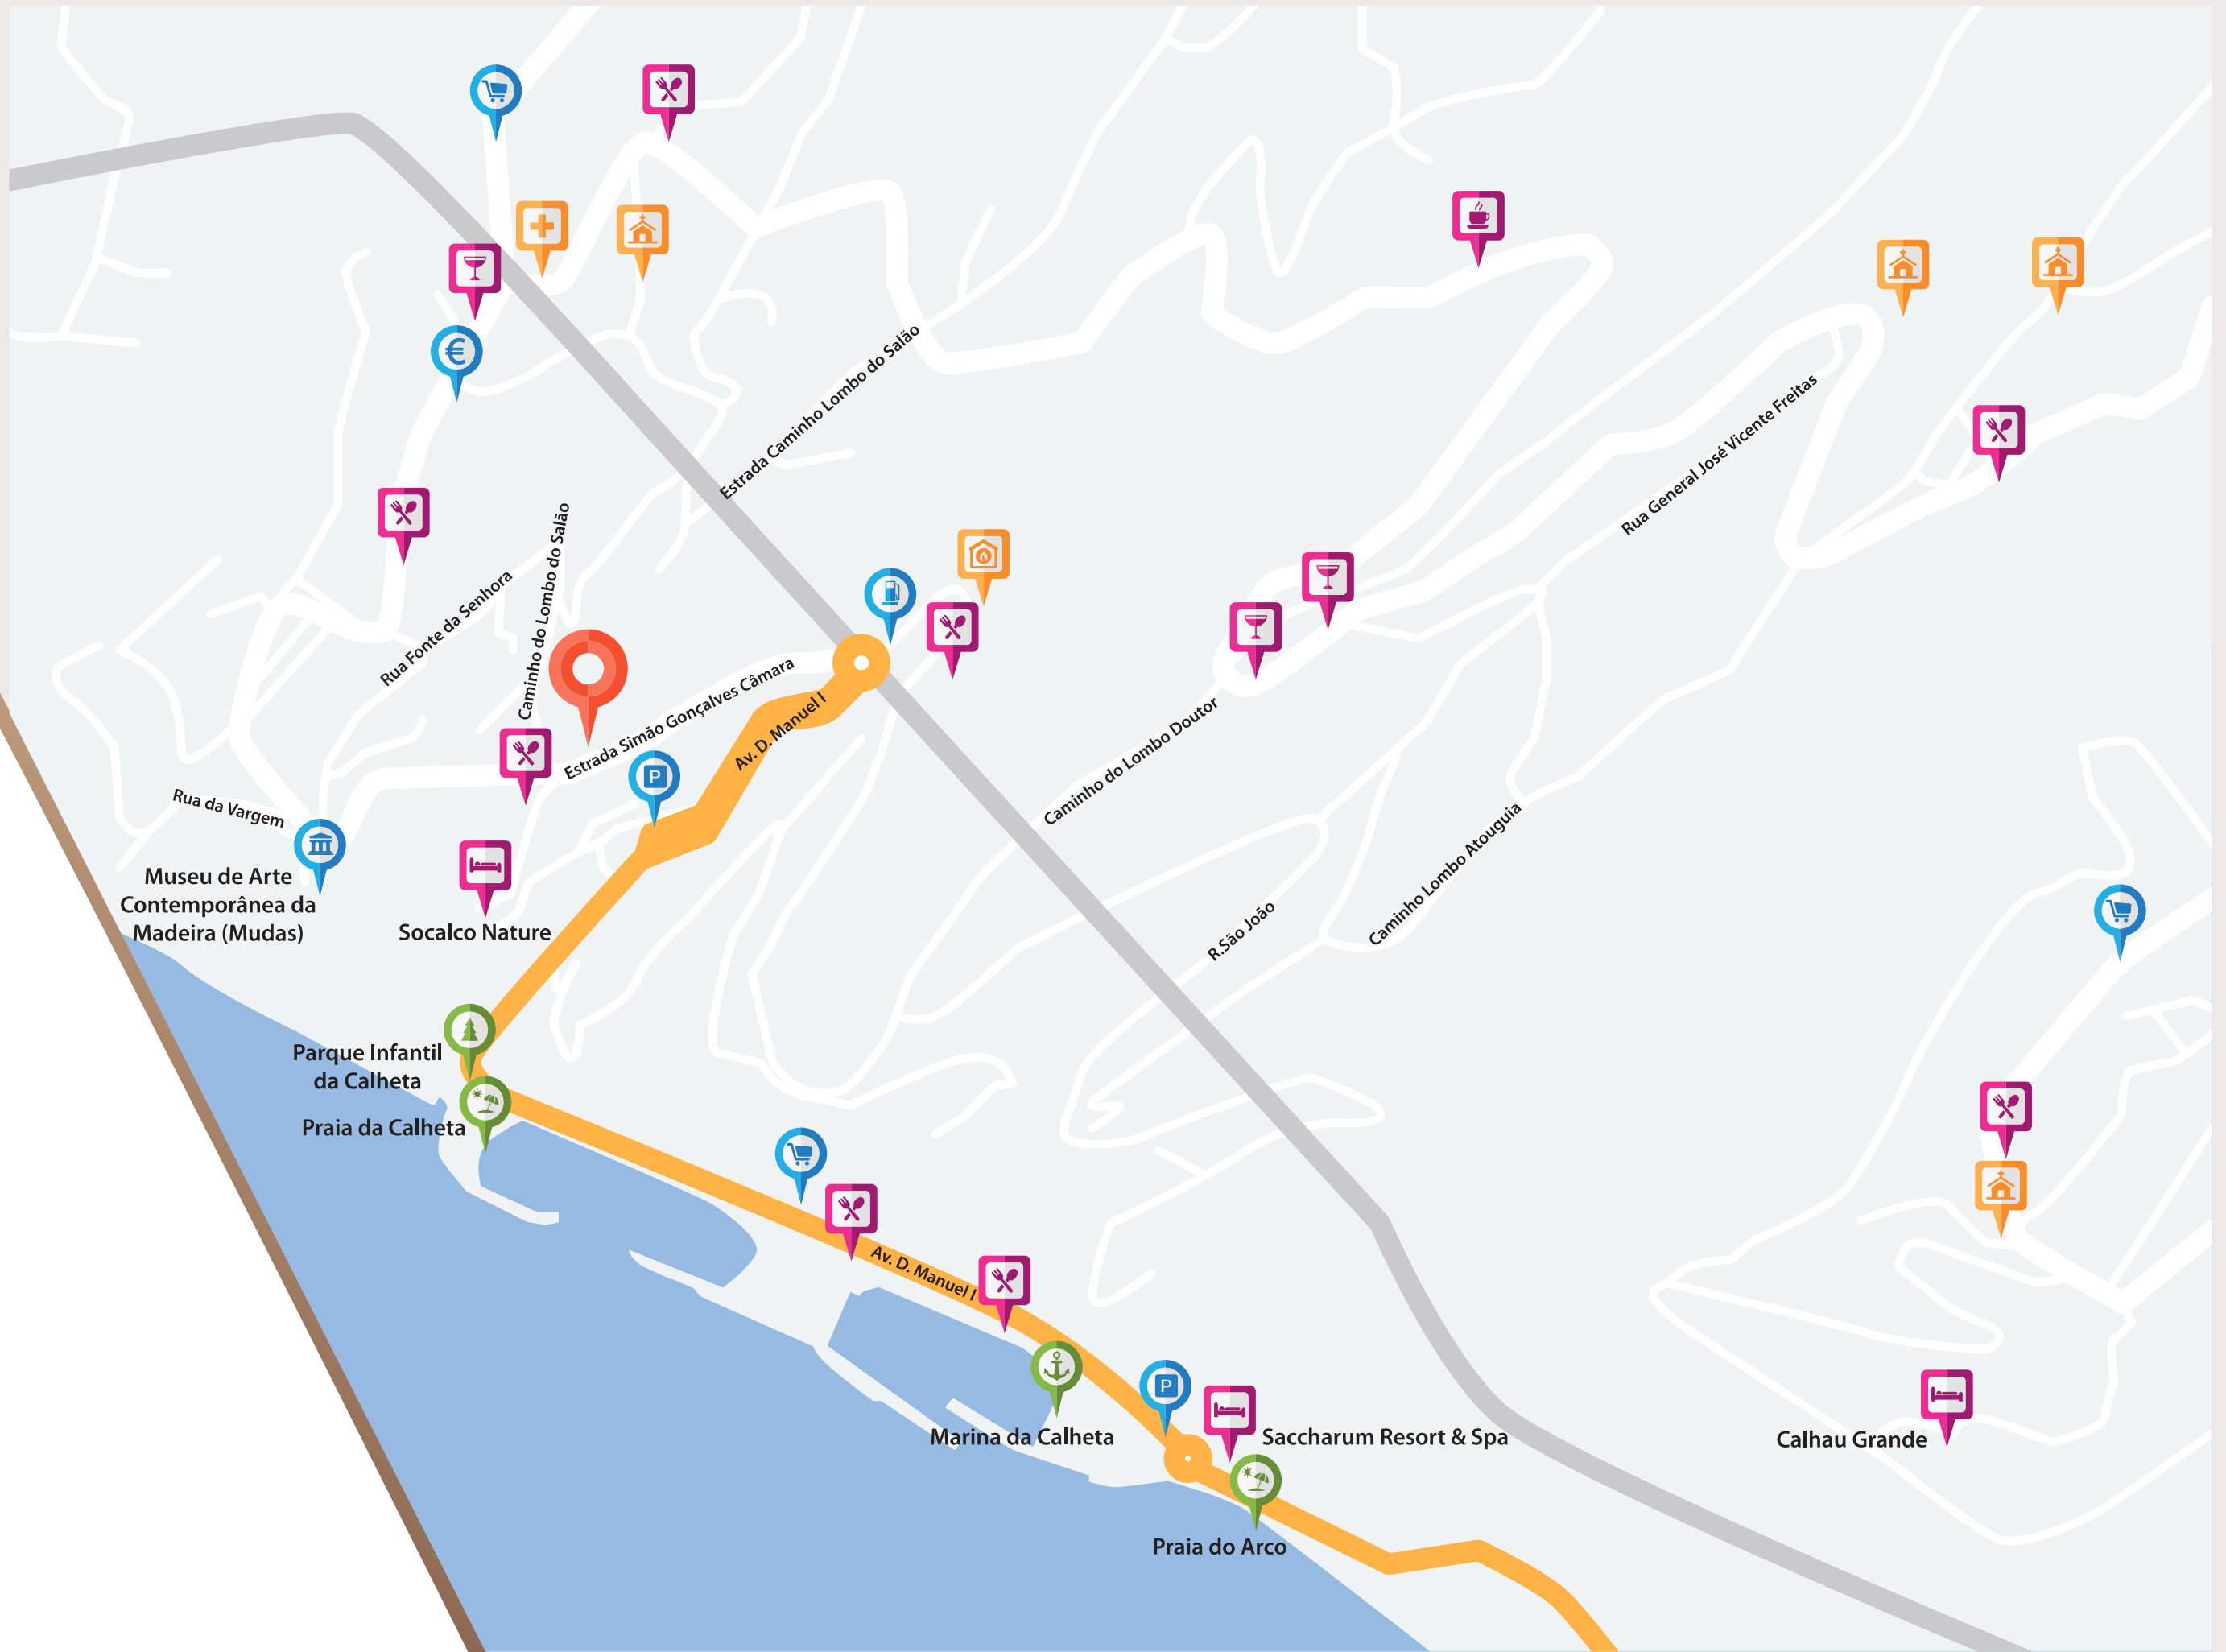 Estrada Caminho Lombo do Salão
Rua General José Vicente Freitas
Caminho do Lombo do Salão
Rua Fonte da Senhora
Estrada Simão Gonçalves Câmara
Av. D. Manuel I
Caminho do Lombo Doutor
Rua da Vargem
P
Caminho Lombo Atouguia
Museu de Arte
Contemporânea da
Madeira (Mudas)
Socalco Nature
R.São João
Parque Infantil
da Calheta
Praia da Calheta
Av. D. Manuel I
P
Marina da Calheta
Saccharum Resort & Spa
Calhau Grande
Praia do Arco
€